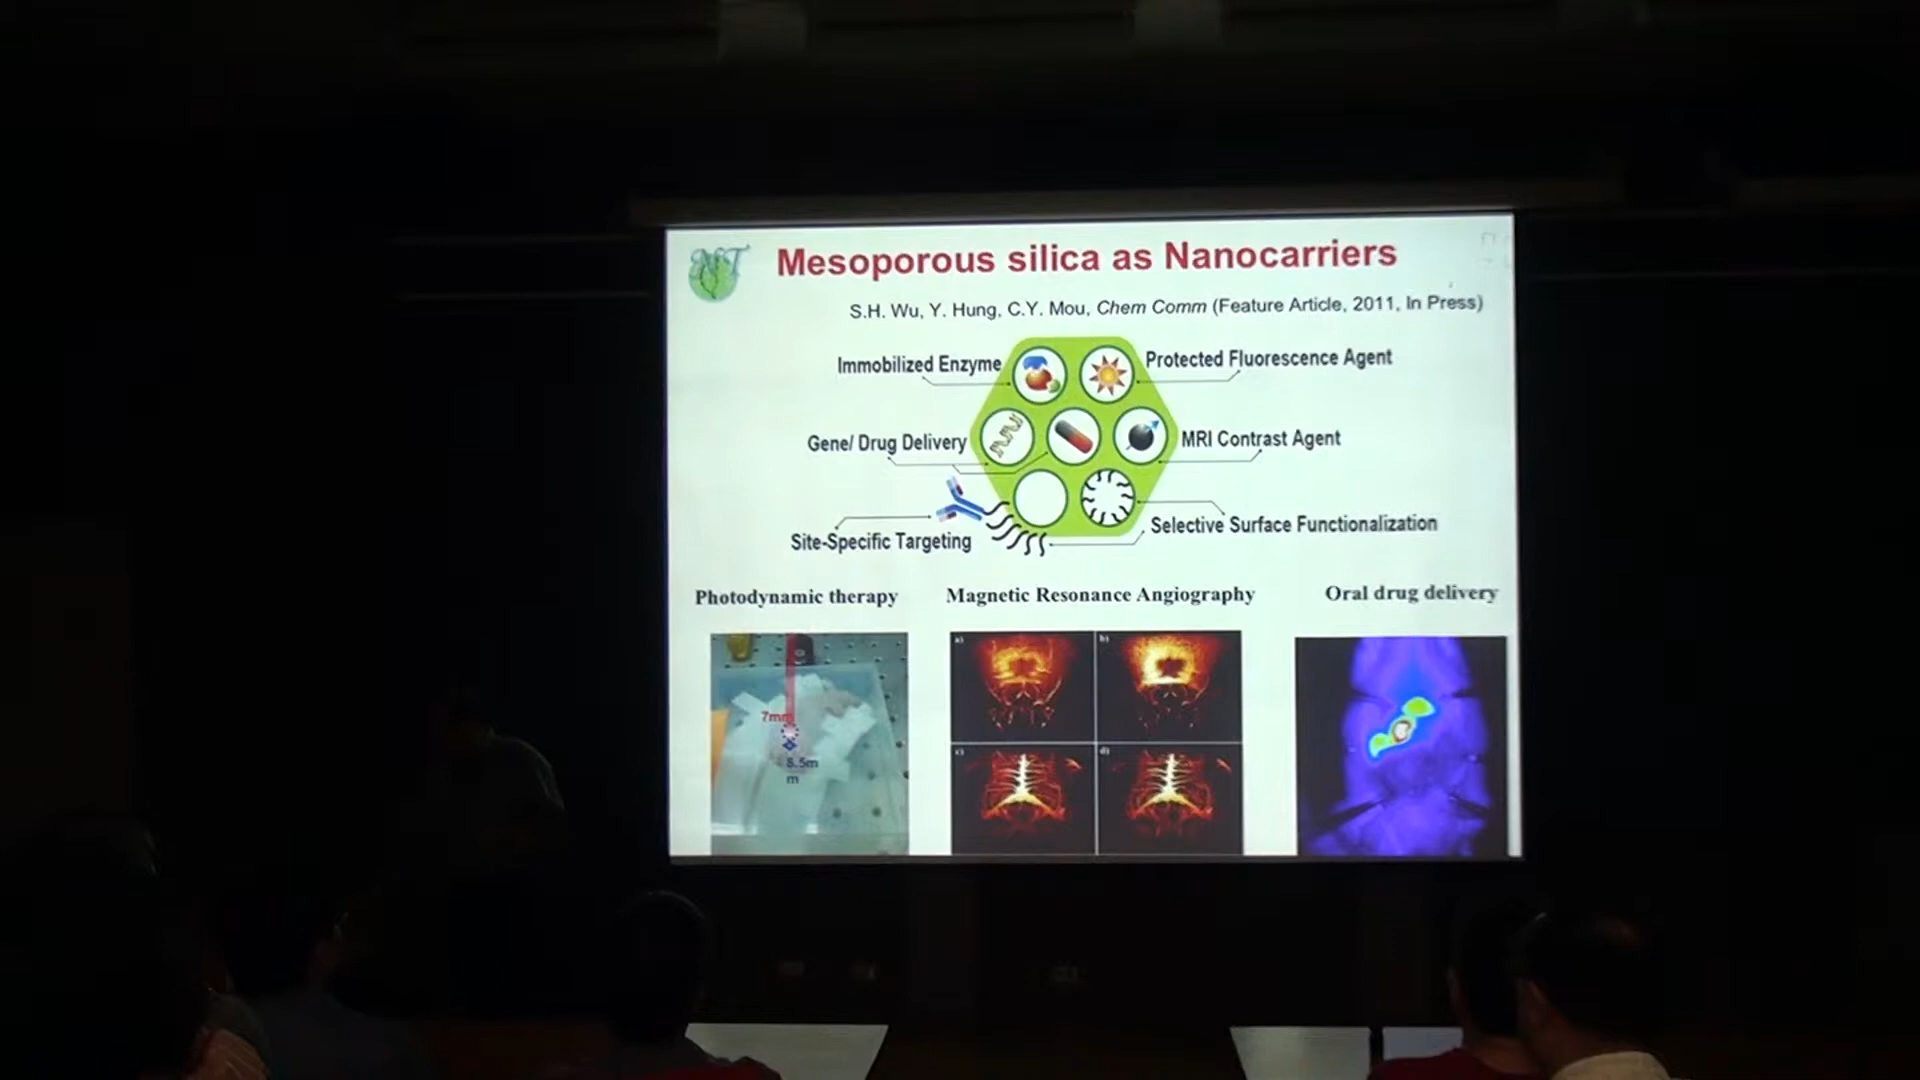 NT
Mesoporous silica as Nanocarriers
S.H. Wu, Y. Hung, C.Y. Mou, Chem Comm (Feature Article, 2011, In Press)
Immobilized Enzyme
Protected Fluorescence Agent
Gene/ Drug Delivery
MRI Contrast Agent
Site-Specific Targeting
Selective Surface Functionalization
Photodynamic therapy
Magnetic Resonance Angiography
Oral drug delivery
7mm
8.5m
m
a)
b)
c)
d)